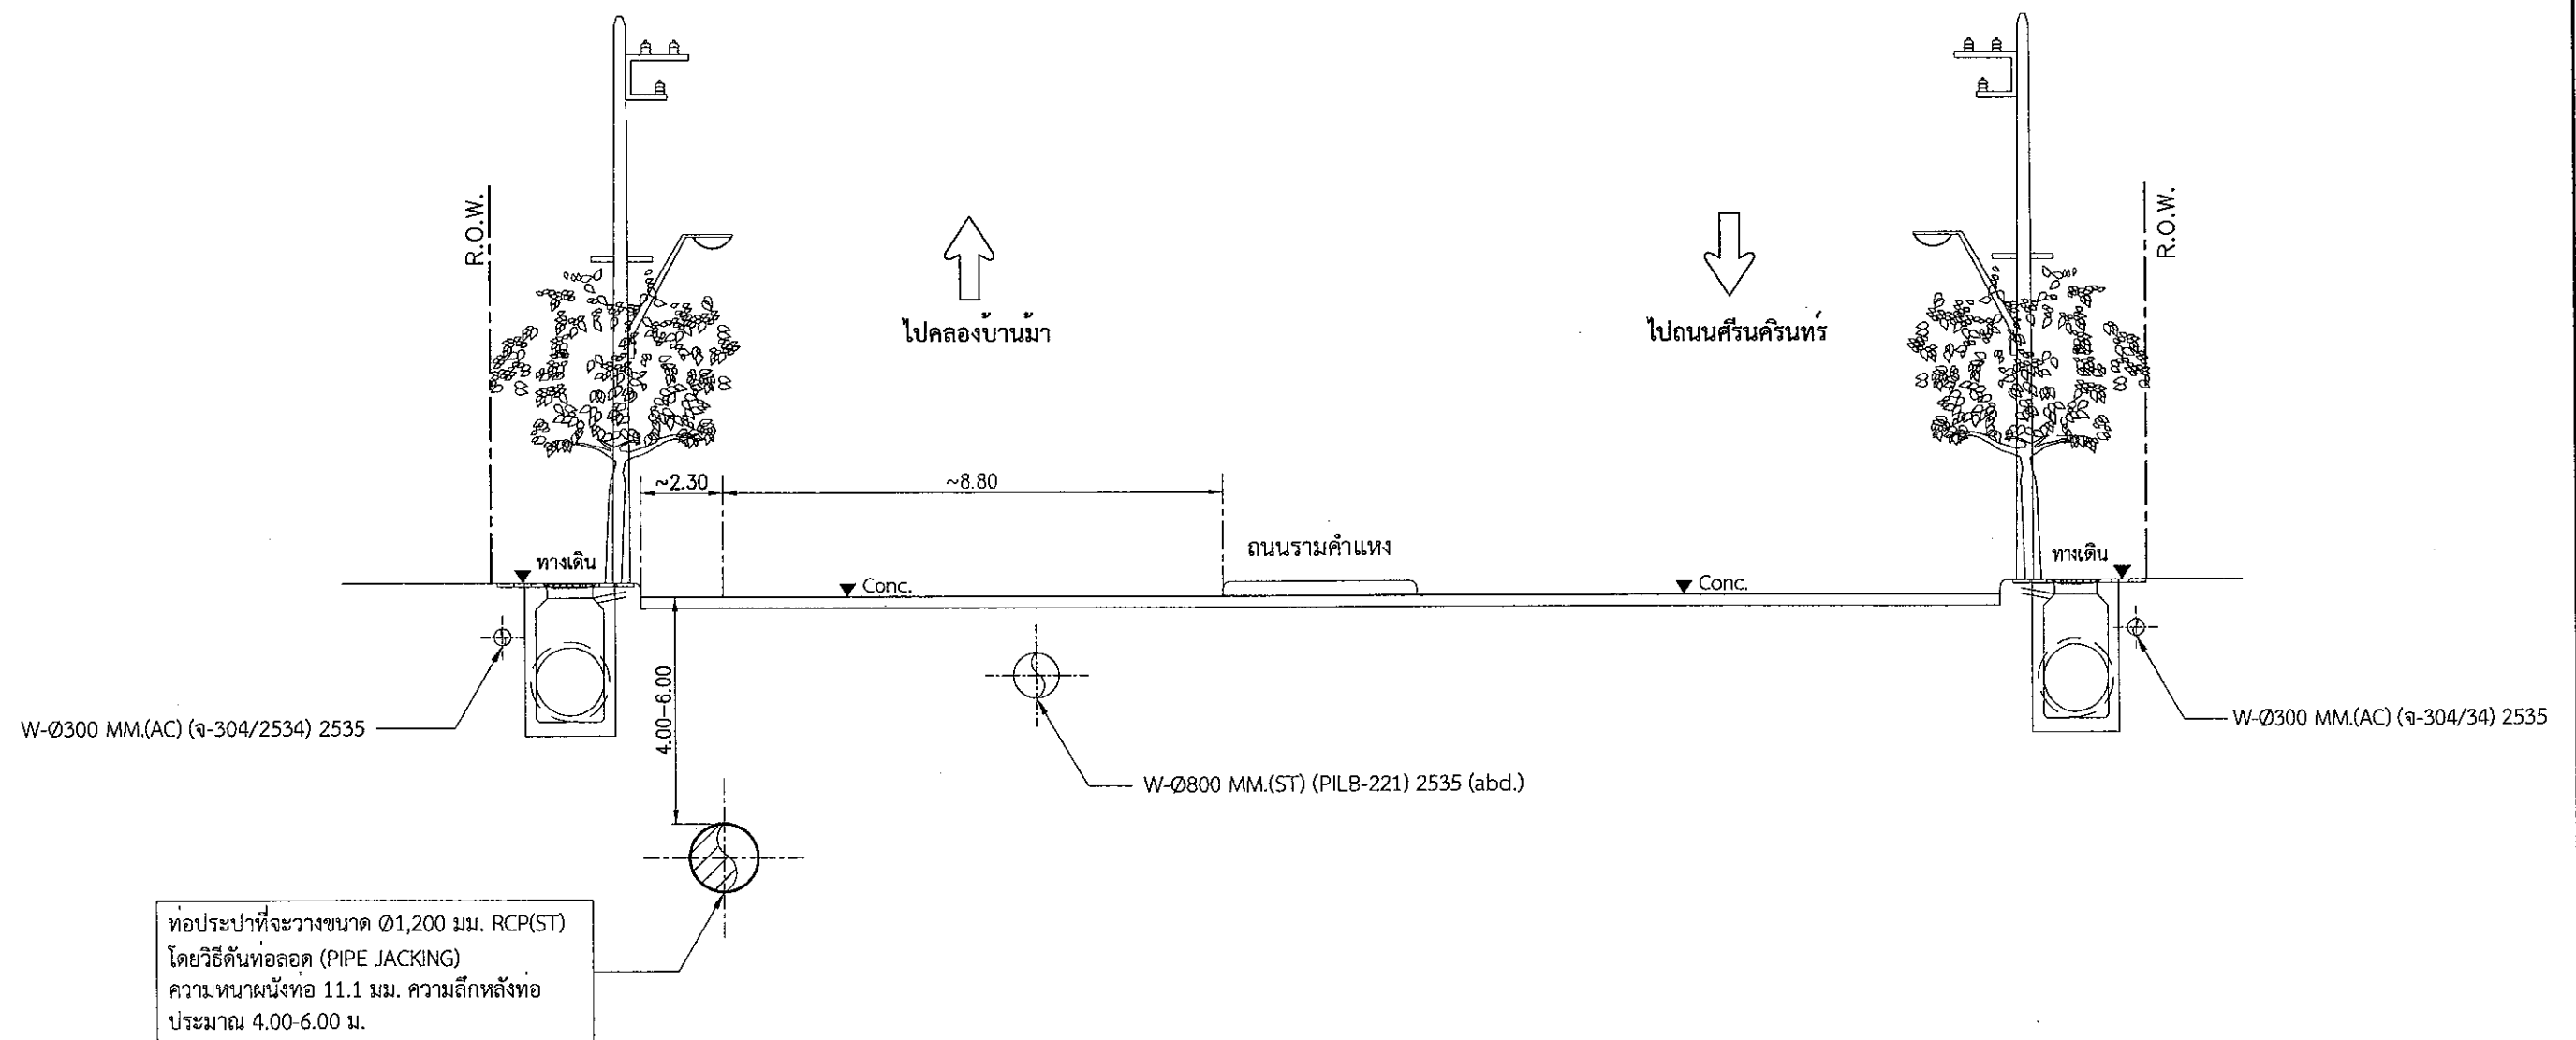 R.O.W.
R.O.W.
ไปคลองบ้านม้า
ไปถนนศรีนครินทร์
~2.30
~8.80
ทางเดิน
ถนนรามคำแหง
ทางเดิน
Conc.
Conc.
4.00-6.00
W-Ø300 MM.(AC) (จ-304/2534) 2535
W-Ø300 MM.(AC) (จ-304/34) 2535
W-Ø800 MM.(ST) (PILB-221) 2535 (abd.)
ท่อประปาที่จะวางขนาด Ø1,200 มม. RCP(ST)
โดยวิธีดันท่อลอด (PIPE JACKING)
ความหนาผนังท่อ 11.1 มม. ความลึกหลังท่อ
ประมาณ 4.00-6.00 ม.